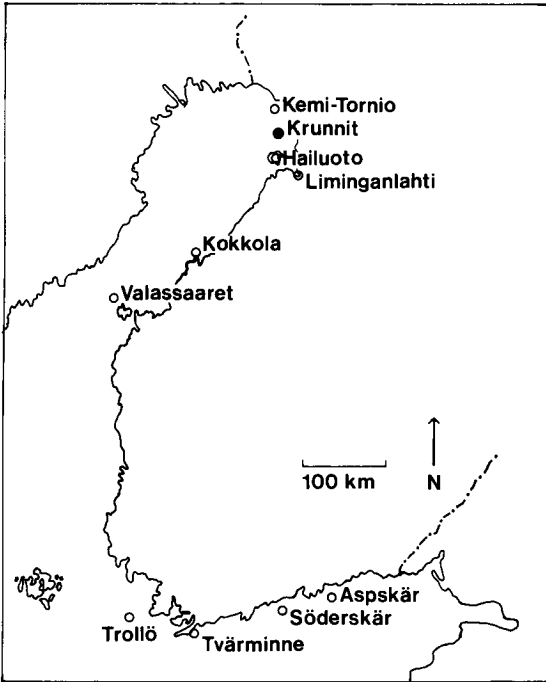 Kemi-Tornio
Krunnit
Hailuoto
Liminganlahti
Kokkola
Valassaaret
100 km
N
Aspskär
Söderskär
Trollö
Tvärminne